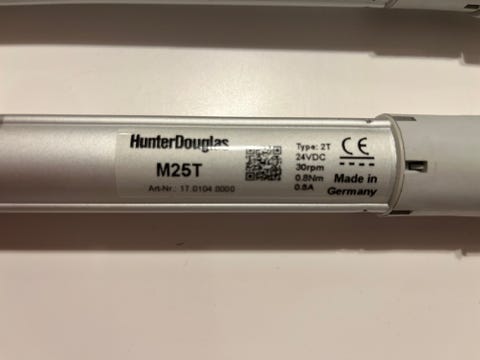 HunterDouglas
M25T
Art-Nr.: 17.0104.0000
Type: 2T
24VDC
30rpm
0.8Nm
0.8A
CE
Made in
Germany